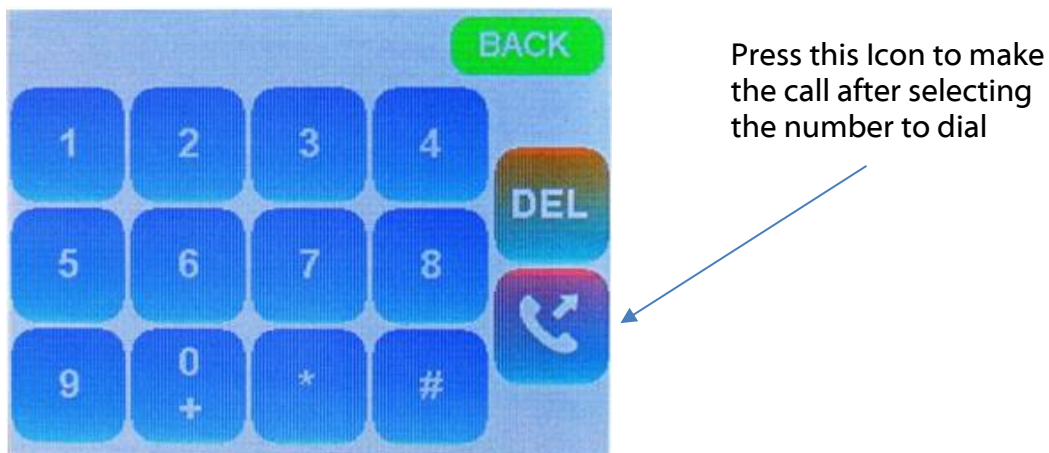 BACK
Press this Icon to make
the call after selecting
the number to dial
1 2 3 4
DEL
5 6 7 8
9 0 * #
+